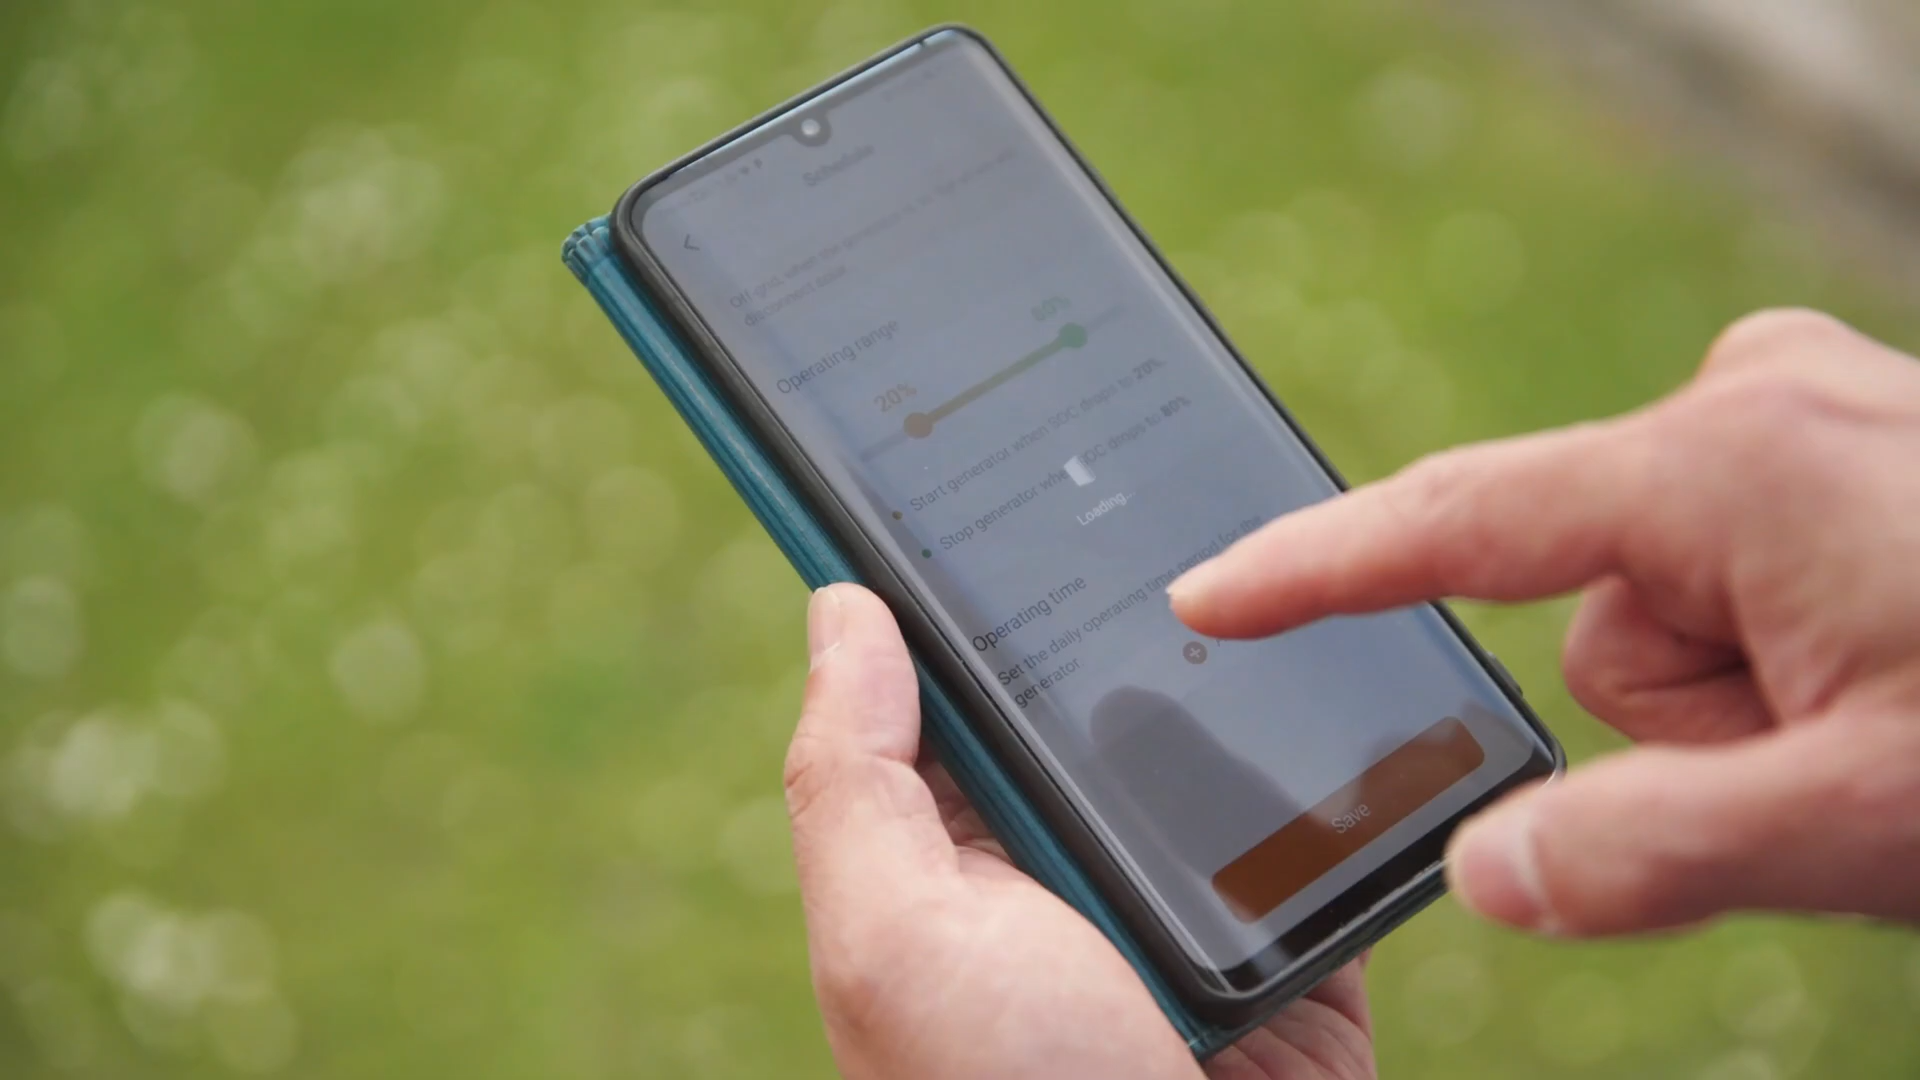 Schedule
Off-grid, when the generator is in
disconnect state
Operating range
20%
80%
Start generator when SOC drops to 20%.
Stop generator when SOC drops to 80%.
Loading...
Operating time
Set the daily operating time period for the
generator.
Save